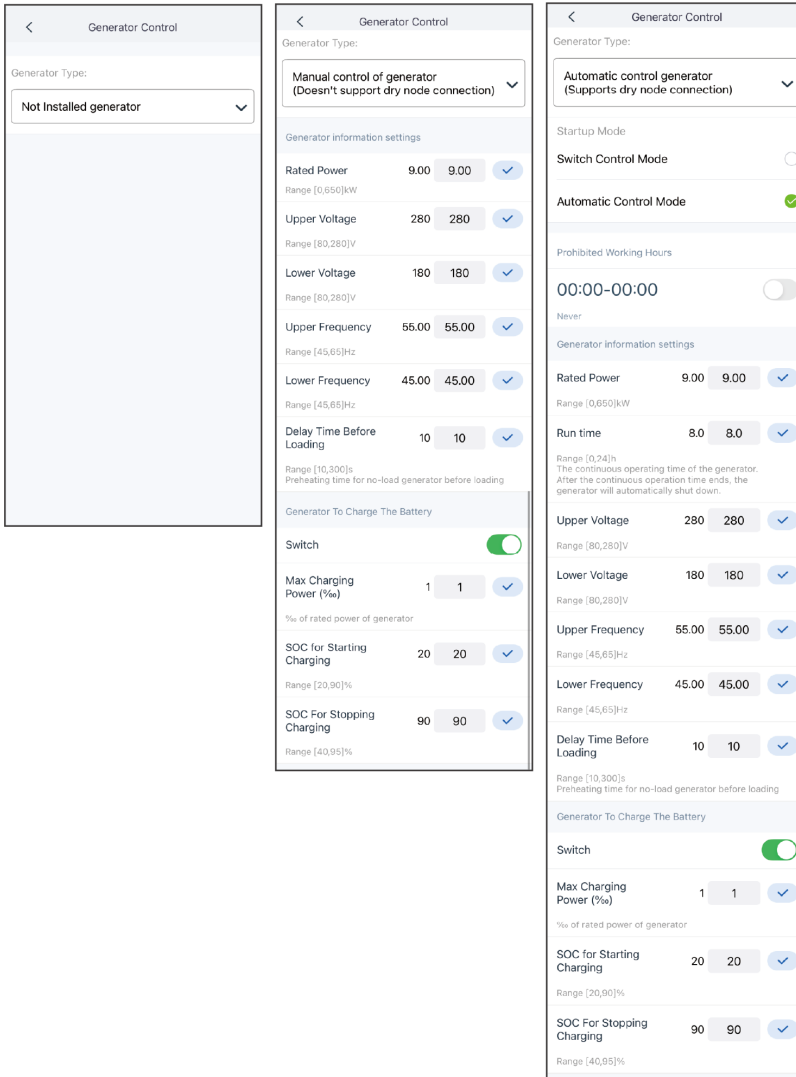 Generator Control
Generator Type:
Not Installed generator
Generator Control
Generator Type:
Manual control of generator
(Doesn't support dry node connection)
Generator information settings
Rated Power 9.00 9.00
Range [0,650]kW
Upper Voltage 280 280
Range [80,280]V
Lower Voltage 180 180
Range [80,280]V
Upper Frequency 55.00 55.00
Range [45,65]Hz
Lower Frequency 45.00 45.00
Range [45,65]Hz
Delay Time Before
Loading 10 10
Range [10,300]s
Preheating time for no-load generator before loading
Generator To Charge The Battery
Switch
Max Charging
Power (‰) 1 1
‰ of rated power of generator
SOC for Starting
Charging 20 20
Range [20,90]%
SOC For Stopping
Charging 90 90
Range [40,95]%
Generator Control
Generator Type:
Automatic control generator
(Supports dry node connection)
Startup Mode
Switch Control Mode
Automatic Control Mode
Prohibited Working Hours
00:00-00:00
Never
Generator information settings
Rated Power 9.00 9.00
Range [0,650]kW
Run time 8.0 8.0
Range [0,24]h
The continuous operating time of the generator.
After the continuous operation time ends, the
generator will automatically shut down.
Upper Voltage 280 280
Range [80,280]V
Lower Voltage 180 180
Range [80,280]V
Upper Frequency 55.00 55.00
Range [45,65]Hz
Lower Frequency 45.00 45.00
Range [45,65]Hz
Delay Time Before
Loading 10 10
Range [10,300]s
Preheating time for no-load generator before loading
Generator To Charge The Battery
Switch
Max Charging
Power (‰) 1 1
‰ of rated power of generator
SOC for Starting
Charging 20 20
Range [20,90]%
SOC For Stopping
Charging 90 90
Range [40,95]%